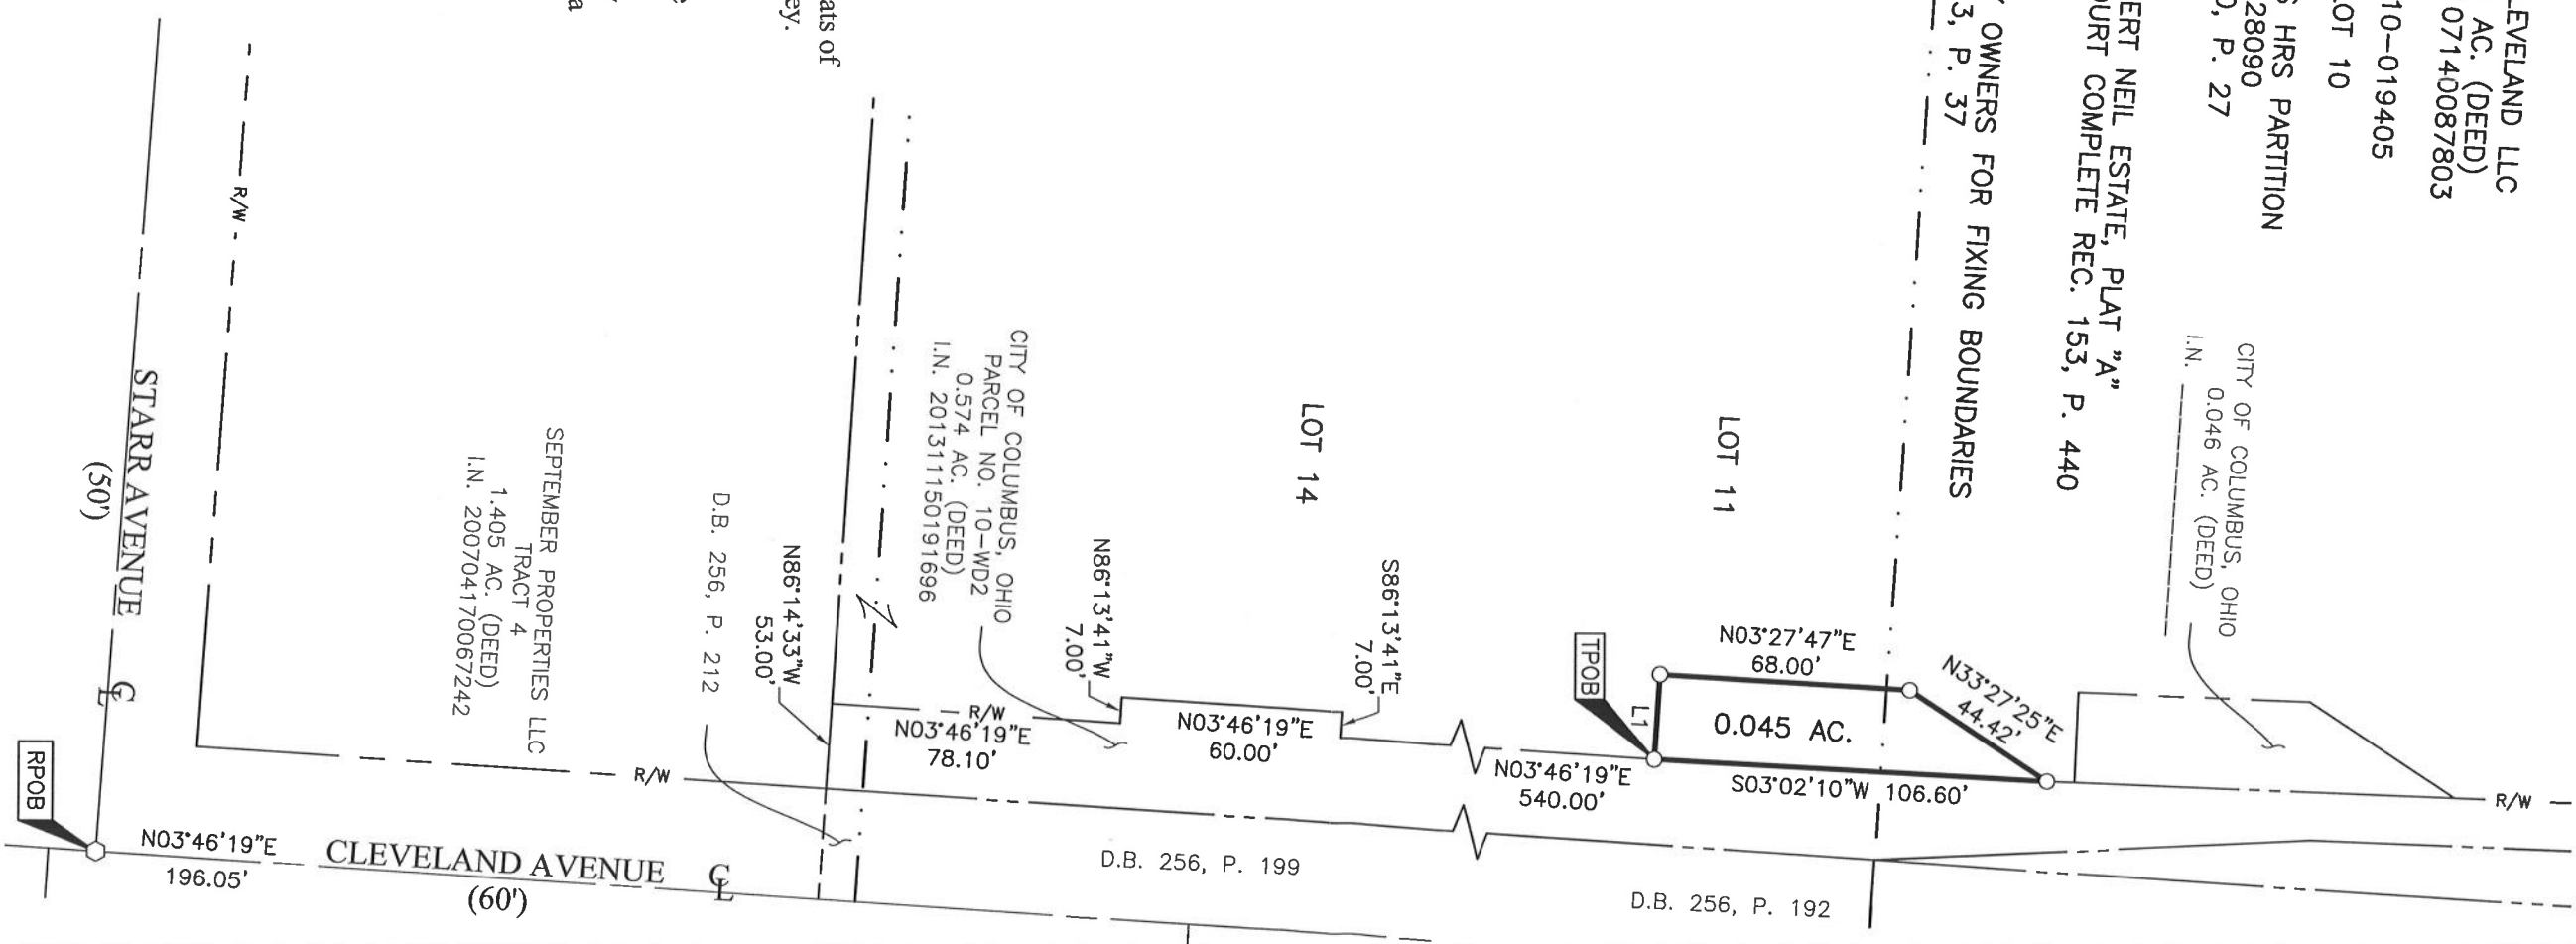 LEVELAND LLC
AC. (DEED)
07140087803
10-019405
LOT 10
HRS PARTITION
28090
, P. 27
ERT NEIL ESTATE, PLAT "A"
OURT COMPLETE REC. 153, P. 440
OWNERS FOR FIXING BOUNDARIES
3, P. 37
ats of
ey.
a
CITY OF COLUMBUS, OHIO
0.046 AC. (DEED)
I.N.
LOT 11
LOT 14
CITY OF COLUMBUS, OHIO
PARCEL NO. 10-WD2
0.574 AC. (DEED)
I.N. 201311150191696
SEPTEMBER PROPERTIES LLC
TRACT 4
1.405 AC. (DEED)
I.N. 200704170067242
D.B. 256, P. 212
N86°14'33"W
53.00'
N86°13'41"W
7.00'
S86°13'41"E
7.00'
TPOB
L1
N03°27'47"E
68.00'
N33°27'25"E
44.42'
0.045 AC.
S03°02'10"W 106.60'
R/W
R/W
N03°46'19"E
78.10'
N03°46'19"E
60.00'
N03°46'19"E
540.00'
R/W
R/W
STARR AVENUE
(50')
CL
RPOB
N03°46'19"E
196.05'
CLEVELAND AVENUE
(60')
CL
D.B. 256, P. 199
D.B. 256, P. 192